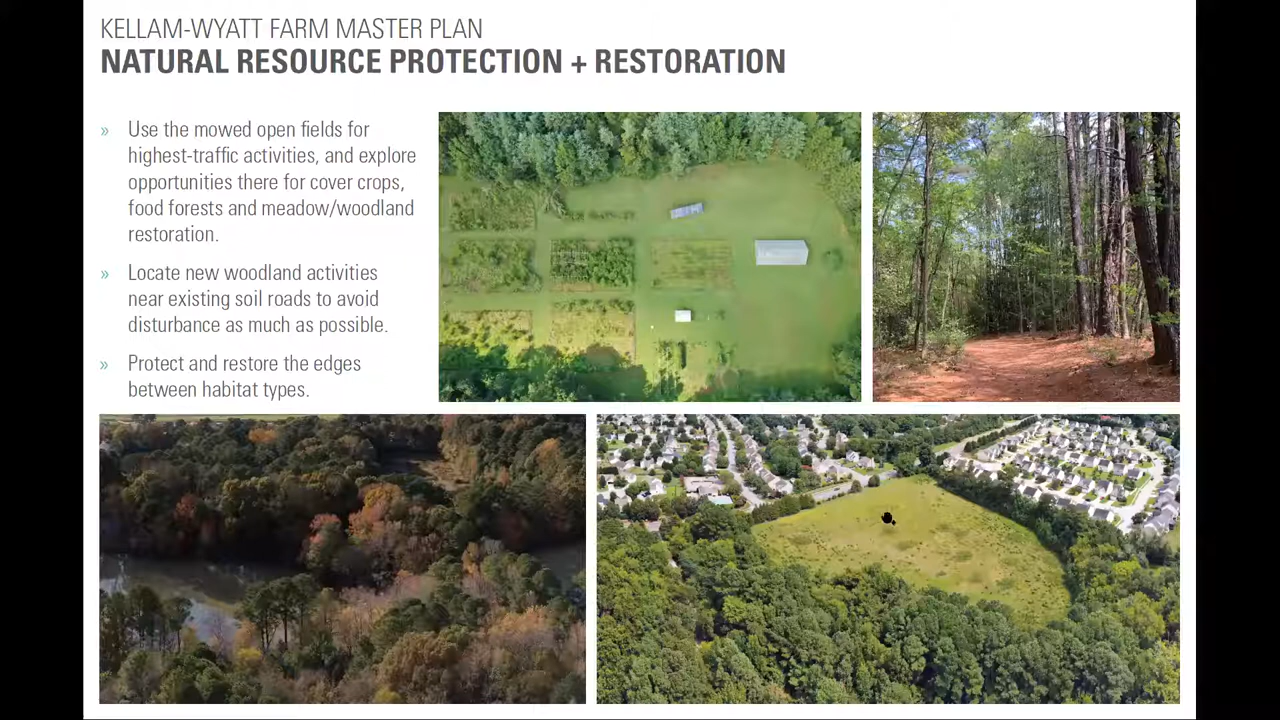 KELLAM-WYATT FARM MASTER PLAN
NATURAL RESOURCE PROTECTION + RESTORATION
» Use the mowed open fields for
highest-traffic activities, and explore
opportunities there for cover crops,
food forests and meadow/woodland
restoration.
» Locate new woodland activities
near existing soil roads to avoid
disturbance as much as possible.
» Protect and restore the edges
between habitat types.